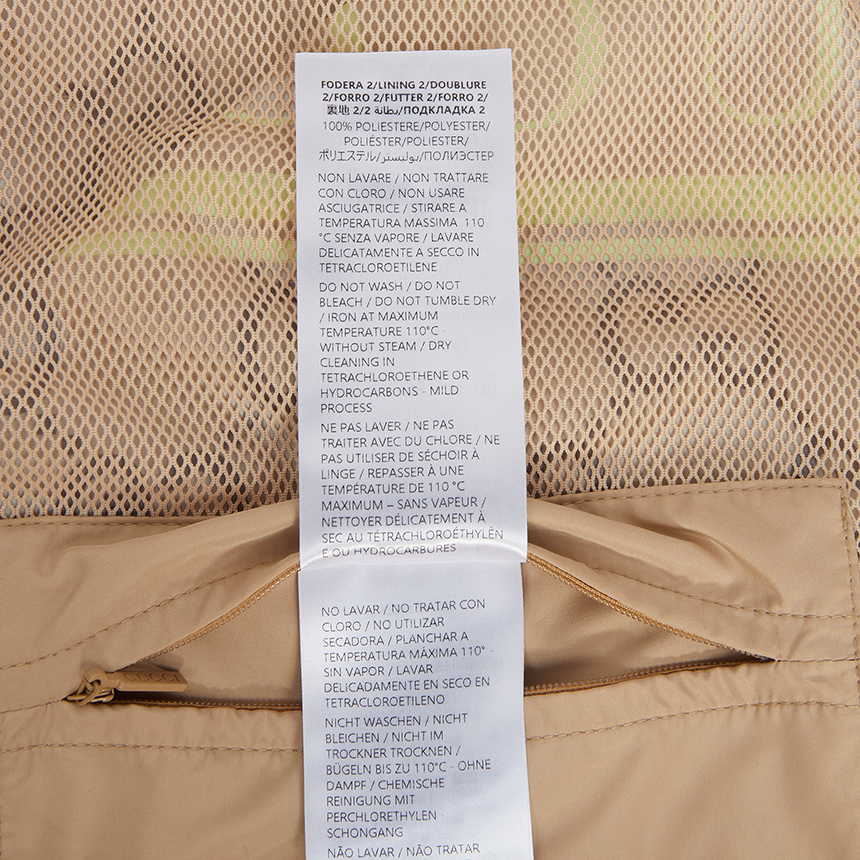 FODERA 2/LINING 2/DOUBLURE
2/FORRO 2/FUTTER 2/FORRO 2/
裏地 2/2 بطانة/ПОДКЛАДКА 2
100% POLIESTERE/POLYESTER/
POLIÉSTER/POLIESTER/
ポリエステル/بوليستر/ПОЛИЭСТЕР
NON LAVARE / NON TRATTARE
CON CLORO / NON USARE
ASCIUGATRICE / STIRARE A
TEMPERATURA MASSIMA 110
°C SENZA VAPORE / LAVARE
DELICATAMENTE A SECCO IN
TETRACLOROETILENE
DO NOT WASH / DO NOT
BLEACH / DO NOT TUMBLE DRY
/ IRON AT MAXIMUM
TEMPERATURE 110°C -
WITHOUT STEAM / DRY
CLEANING IN
TETRACHLOROETHENE OR
HYDROCARBONS - MILD
PROCESS
NE PAS LAVER / NE PAS
TRAITER AVEC DU CHLORE / NE
PAS UTILISER DE SÉCHOIR À
LINGE / REPASSER À UNE
TEMPÉRATURE DE 110 °C
MAXIMUM – SANS VAPEUR /
NETTOYER DÉLICATEMENT À
SEC AU TÉTRACHLOROÉTHYLÈN
E OU HYDROCARBURES
NO LAVAR / NO TRATAR CON
CLORO / NO UTILIZAR
SECADORA / PLANCHAR A
TEMPERATURA MÁXIMA 110° -
SIN VAPOR / LAVAR
DELICADAMENTE EN SECO EN
TETRACLOROETILENO
GUCCI
NICHT WASCHEN / NICHT
BLEICHEN / NICHT IM
TROCKNER TROCKNEN /
BÜGELN BIS ZU 110°C - OHNE
DAMPF / CHEMISCHE
REINIGUNG MIT
PERCHLORETHYLEN -
SCHONGANG
NÃO LAVAR / NÃO TRATAR